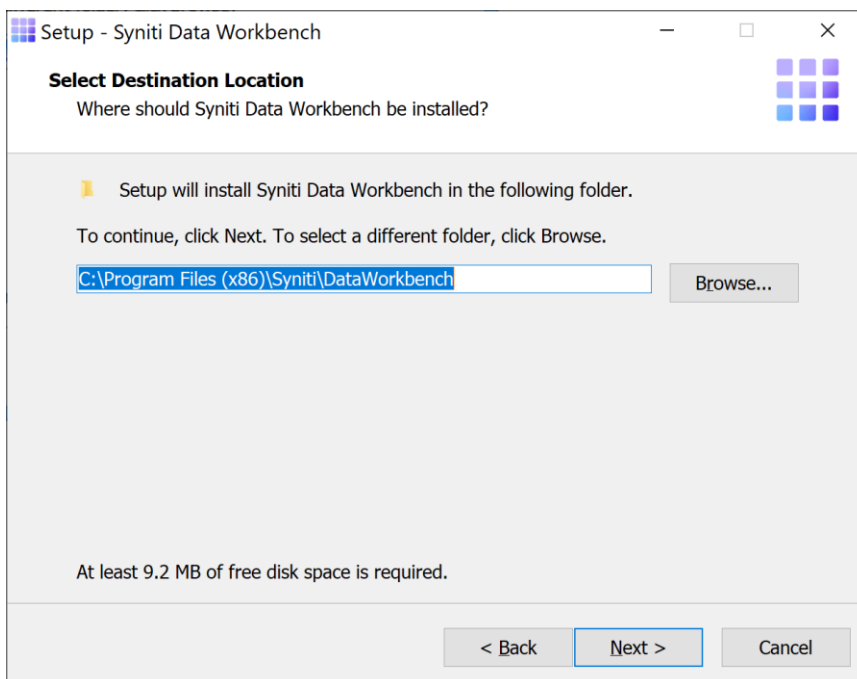 Setup - Syniti Data Workbench
Select Destination Location
Where should Syniti Data Workbench be installed?
Setup will install Syniti Data Workbench in the following folder.
To continue, click Next. To select a different folder, click Browse.
C:\Program Files (x86)\Syniti\DataWorkbench
Browse...
At least 9.2 MB of free disk space is required.
< Back
Next >
Cancel